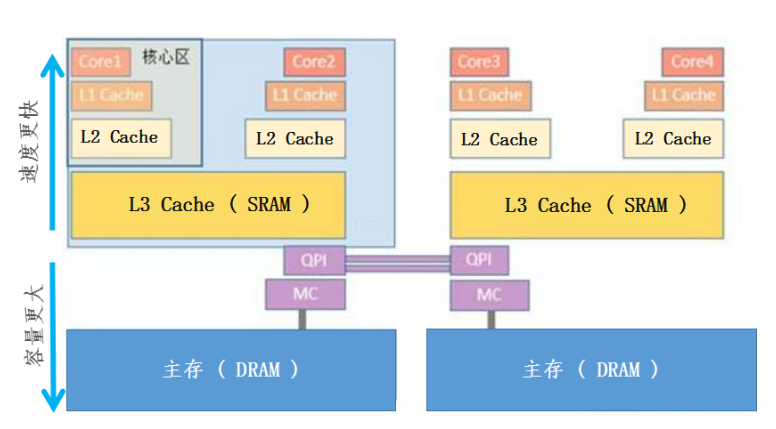 Core1
核心区
Core2
Core3
Core4
L1 Cache
L1 Cache
L1 Cache
L1 Cache
L2 Cache
L2 Cache
L2 Cache
L2 Cache
速度更快
L3 Cache ( SRAM )
L3 Cache ( SRAM )
QPI
QPI
MC
MC
容量更大
主存 ( DRAM )
主存 ( DRAM )